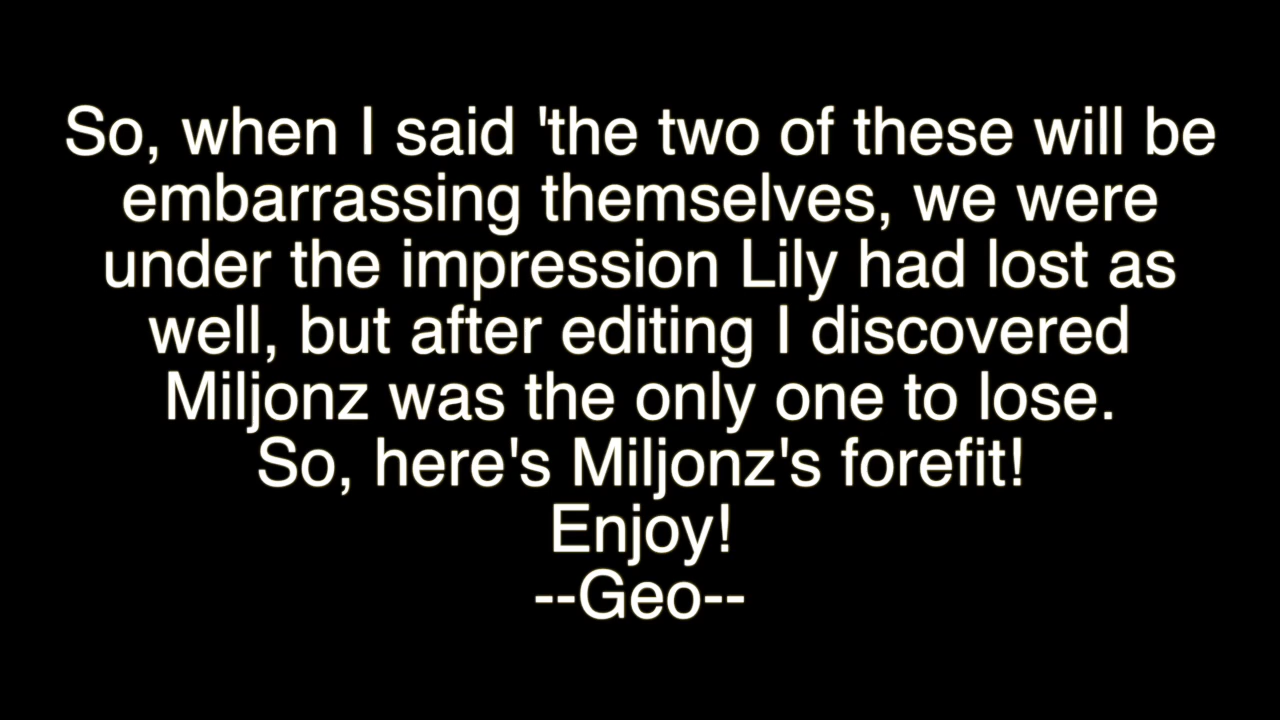 So, when I said 'the two of these will be
embarrassing themselves, we were
under the impression Lily had lost as
well, but after editing I discovered
Miljonz was the only one to lose.
So, here's Miljonz's forefit!
Enjoy!
--Geo--